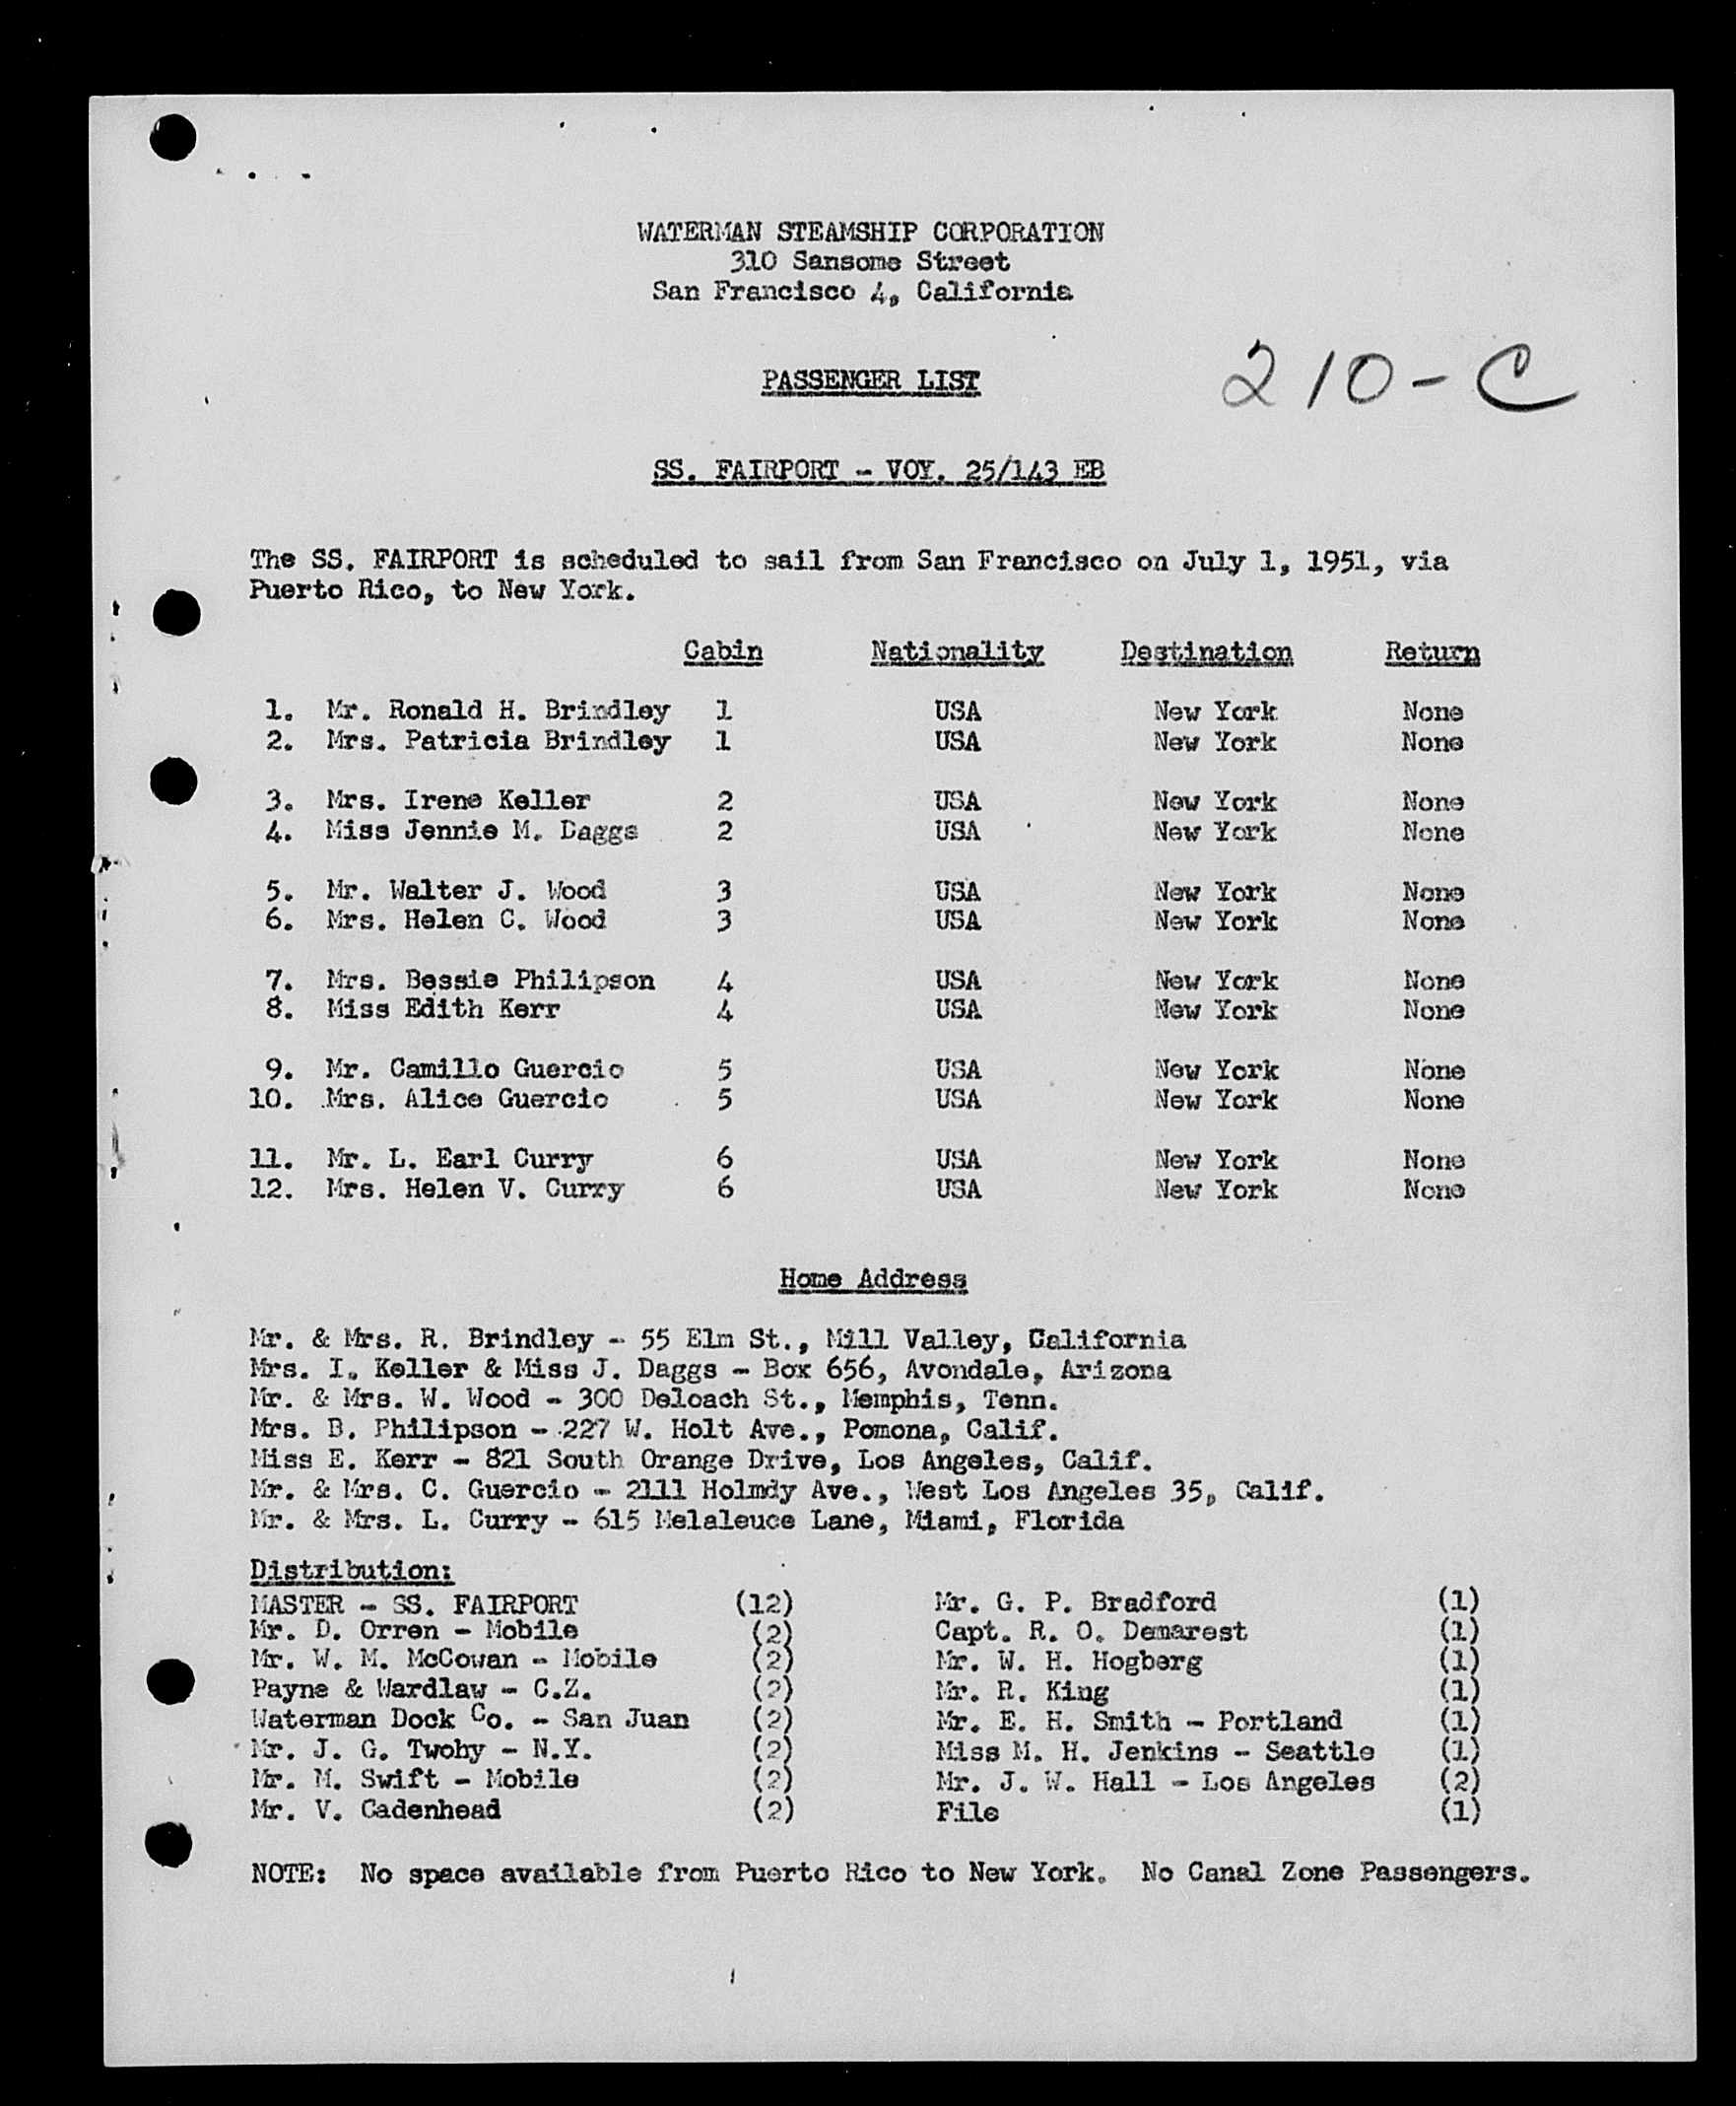 WATERMAN STEAMSHIP CORPORATION
310 Sansome Street
San Francisco 4, California
PASSENGER LIST
210-C
SS. FAIRPORT - VOY. 25/143 EB
The SS. FAIRPORT is scheduled to sail from San Francisco on July 1, 1951, via
Puerto Rico, to New York.
Cabin Nationality Destination Return
1. Mr. Ronald H. Brindley 1 USA New York None
2. Mrs. Patricia Brindley 1 USA New York None
3. Mrs. Irene Keller 2 USA New York None
4. Miss Jennie M. Daggs 2 USA New York None
5. Mr. Walter J. Wood 3 USA New York None
6. Mrs. Helen C. Wood 3 USA New York None
7. Mrs. Bessie Philipson 4 USA New York None
8. Miss Edith Kerr 4 USA New York None
9. Mr. Camillo Guercio 5 USA New York None
10. Mrs. Alice Guercio 5 USA New York None
11. Mr. L. Earl Curry 6 USA New York None
12. Mrs. Helen V. Curry 6 USA New York None
Home Address
Mr. & Mrs. R. Brindley - 55 Elm St., Mill Valley, California
Mrs. I. Keller & Miss J. Daggs - Box 656, Avondale, Arizona
Mr. & Mrs. W. Wood - 300 Deloach St., Memphis, Tenn.
Mrs. B. Philipson - 227 W. Holt Ave., Pomona, Calif.
Miss E. Kerr - 821 South Orange Drive, Los Angeles, Calif.
Mr. & Mrs. C. Guercio - 2111 Holmdy Ave., West Los Angeles 35, Calif.
Mr. & Mrs. L. Curry - 615 Melaleuce Lane, Miami, Florida
Distribution:
MASTER - SS. FAIRPORT (12) Mr. G. P. Bradford (1)
Mr. D. Orren - Mobile (2) Capt. R. O. Demarest (1)
Mr. W. M. McCowan - Mobile (2) Mr. W. H. Hogberg (1)
Payne & Wardlaw - C.Z. (2) Mr. R. King (1)
Waterman Dock Co. - San Juan (2) Mr. E. H. Smith - Portland (1)
Mr. J. G. Twohy - N.Y. (2) Miss M. H. Jenkins - Seattle (1)
Mr. M. Swift - Mobile (2) Mr. J. W. Hall - Los Angeles (2)
Mr. V. Cadenhead (2) File (1)
NOTE: No space available from Puerto Rico to New York. No Canal Zone Passengers.